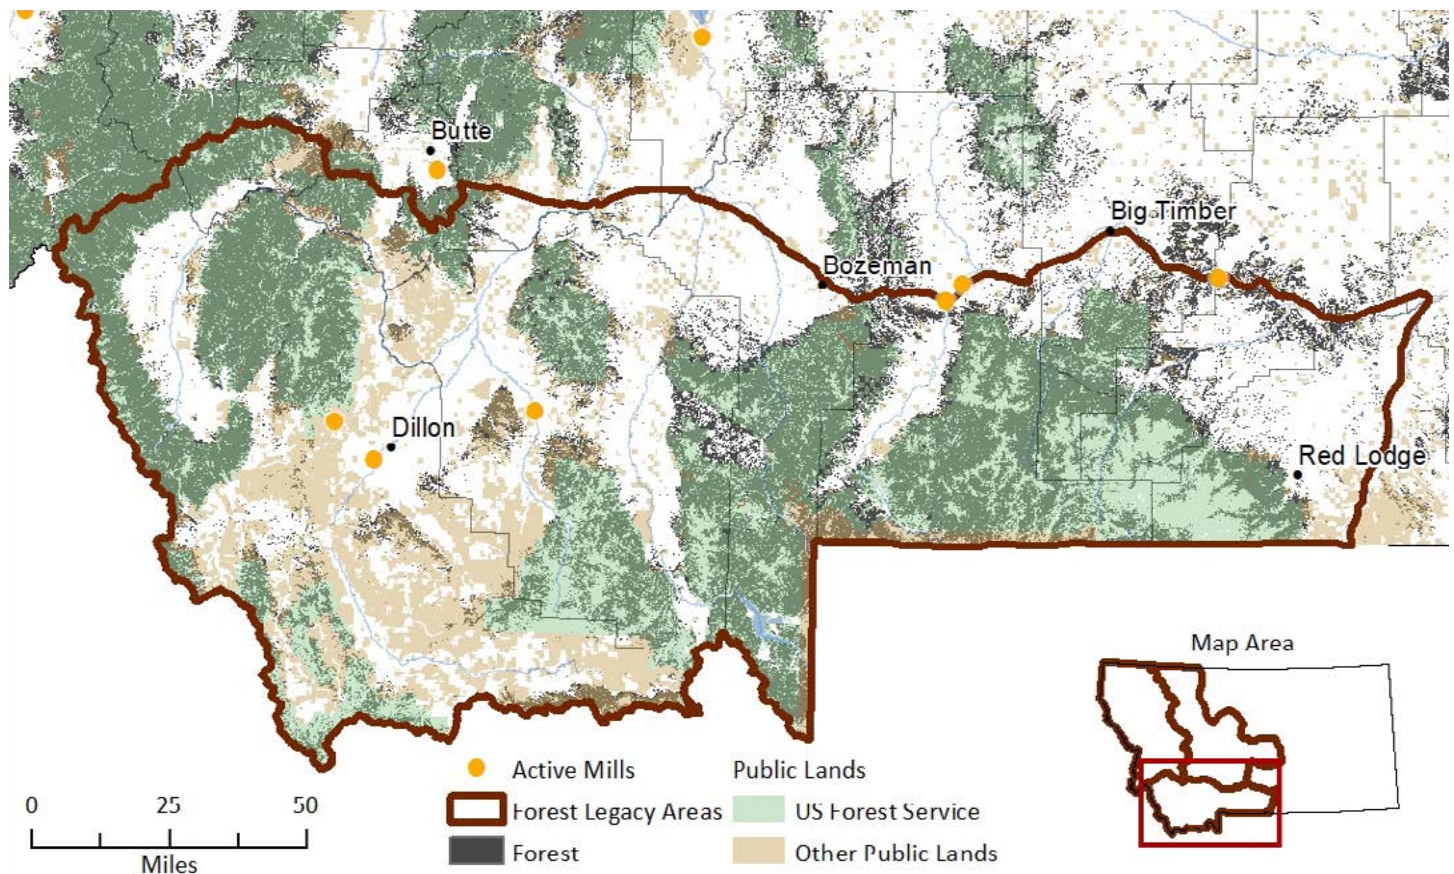 Butte
Big Timber
Bozeman
Dillon
Red Lodge
Map Area
Active Mills
Public Lands
0 25 50
Forest Legacy Areas
US Forest Service
Forest
Other Public Lands
Miles